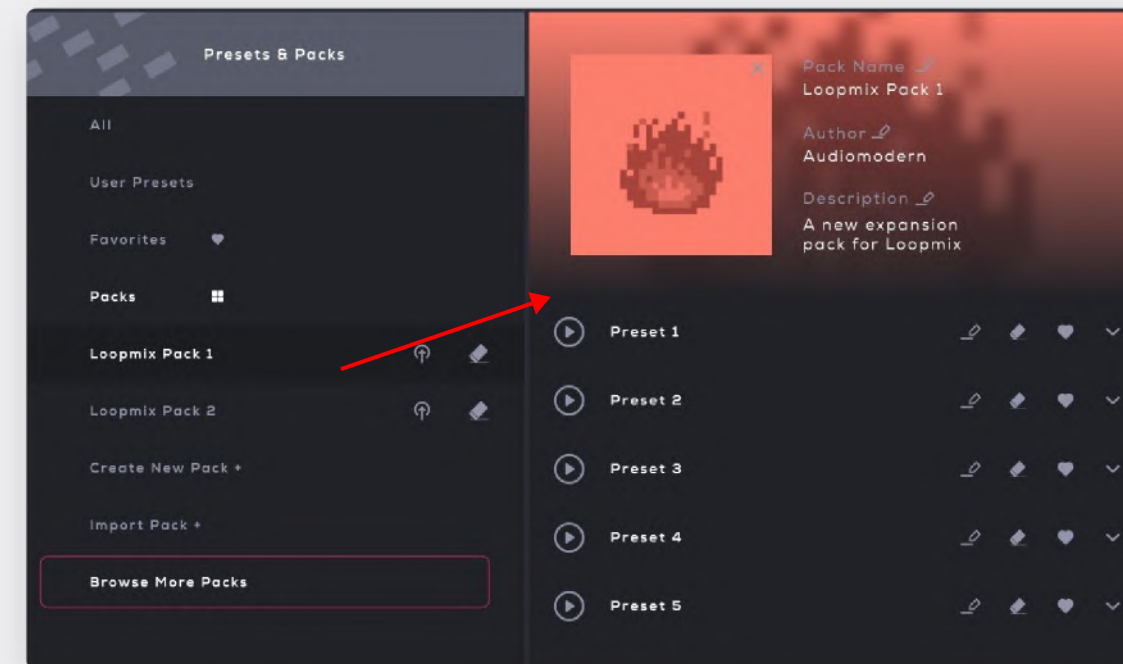 Presets & Packs
All
User Presets
Favorites
Packs
Loopmix Pack 1
Loopmix Pack 2
Create New Pack +
Import Pack +
Browse More Packs
Pack Name
Loopmix Pack 1
Author
Audiomodern
Description
A new expansion
pack for Loopmix
Preset 1
Preset 2
Preset 3
Preset 4
Preset 5